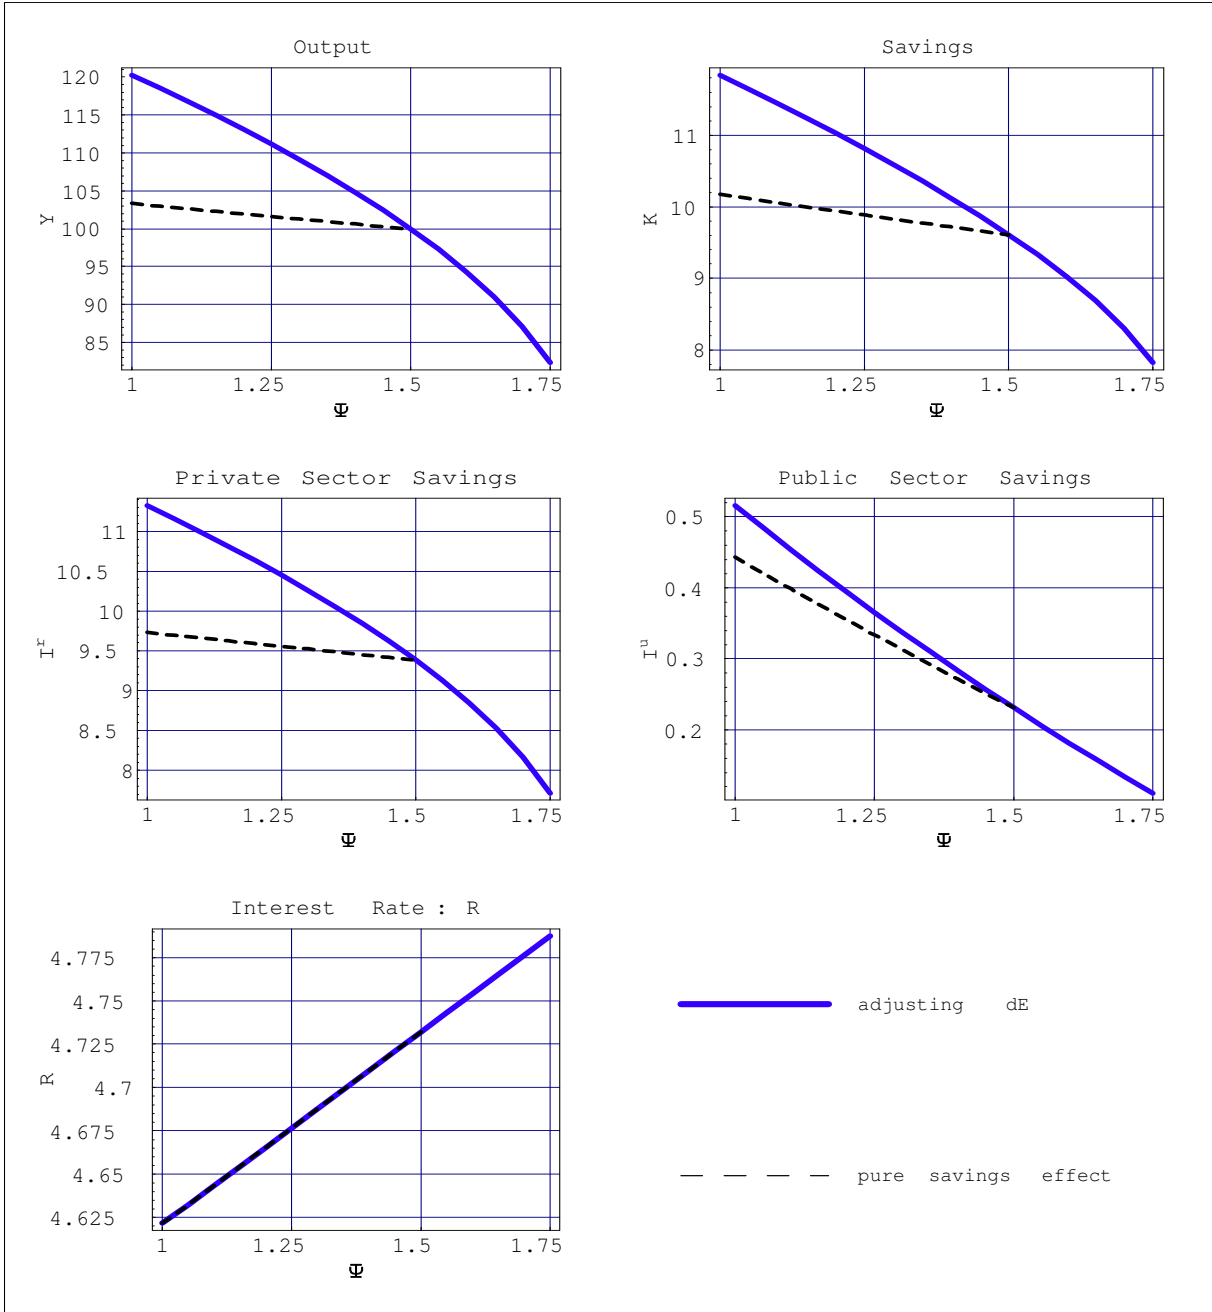 Output
Y
120
115
110
105
100
95
90
85
1 1.25 1.5 1.75
Ψ
Savings
K
11
10
9
8
1 1.25 1.5 1.75
Ψ
Private Sector Savings
I^r
11
10.5
10
9.5
9
8.5
8
1 1.25 1.5 1.75
Ψ
Public Sector Savings
I^u
0.5
0.4
0.3
0.2
1 1.25 1.5 1.75
Ψ
Interest Rate : R
R
4.775
4.75
4.725
4.7
4.675
4.65
4.625
1 1.25 1.5 1.75
Ψ
adjusting dE
pure savings effect